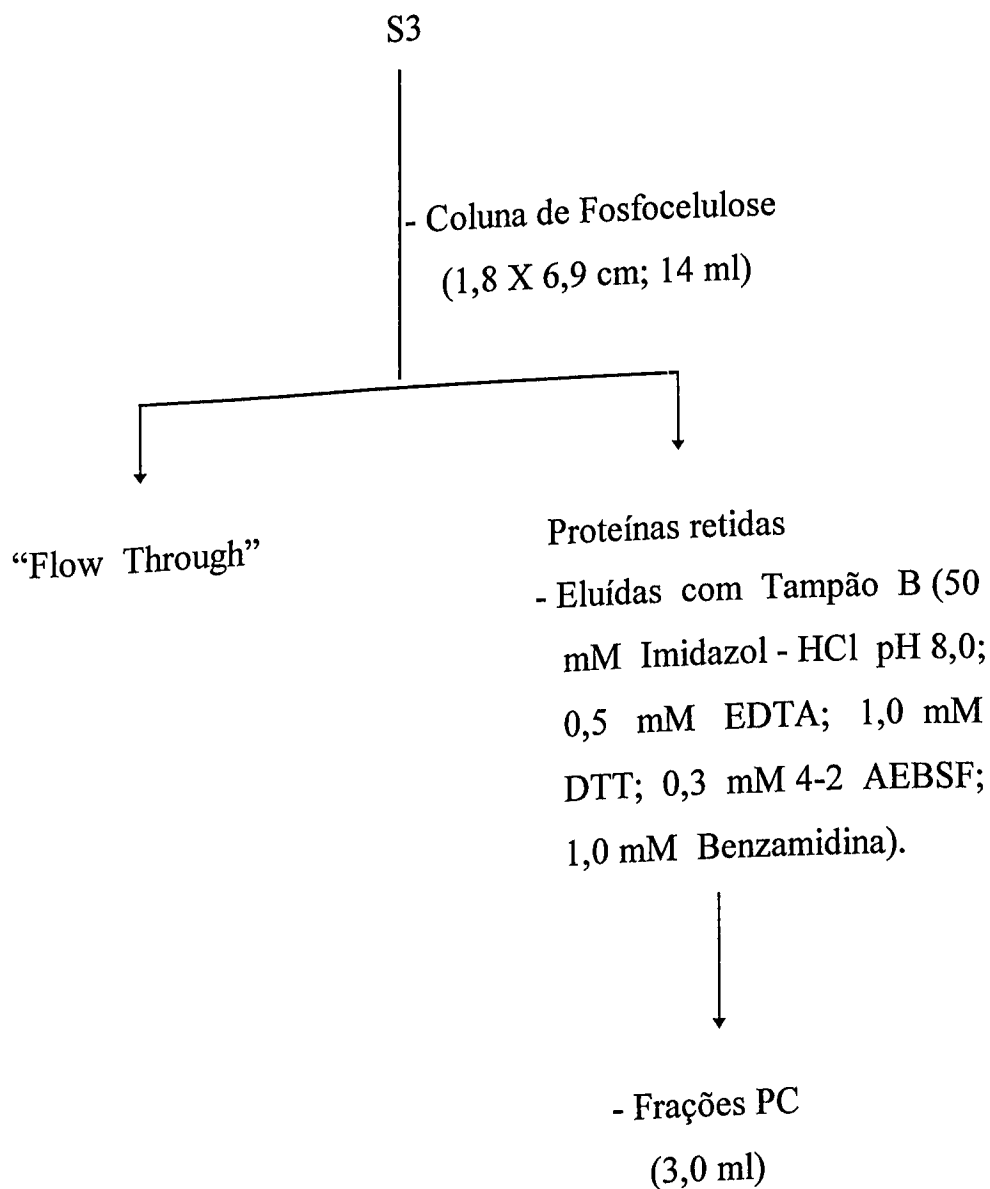 S3
- Coluna de Fosfocelulose
(1,8 X 6,9 cm; 14 ml)
“Flow Through”
Proteínas retidas
- Eluídas com Tampão B (50
mM Imidazol - HCl pH 8,0;
0,5 mM EDTA; 1,0 mM
DTT; 0,3 mM 4-2 AEBSF;
1,0 mM Benzamidina).
- Frações PC
(3,0 ml)